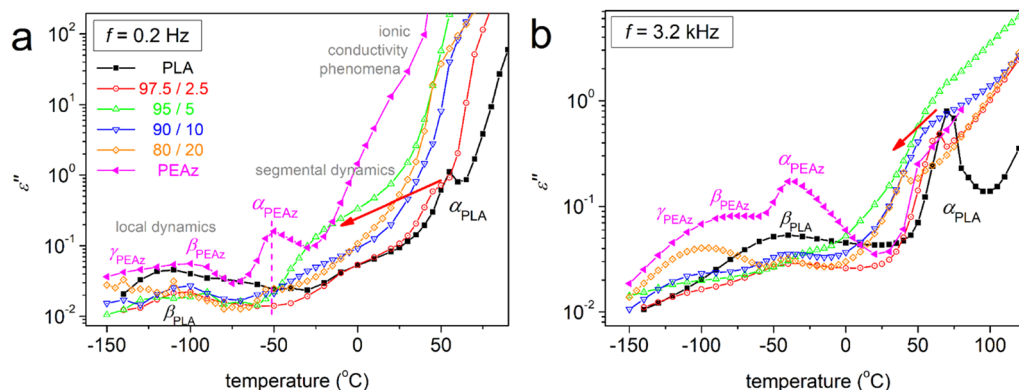 a
f = 0.2 Hz
PLA
97.5 / 2.5
95 / 5
90 / 10
80 / 20
PEAz
ionic
conductivity
phenomena
segmental dynamics
local dynamics
γPEAz
βPEAz
αPEAz
αPLA
βPLA
ε''
10²
10¹
10⁰
10⁻¹
10⁻²
-150 -100 -50 0 50
temperature (°C)
b
f = 3.2 kHz
γPEAz
βPEAz
αPEAz
βPLA
αPLA
ε''
10⁰
10⁻¹
10⁻²
-150 -100 -50 0 50 100
temperature (°C)